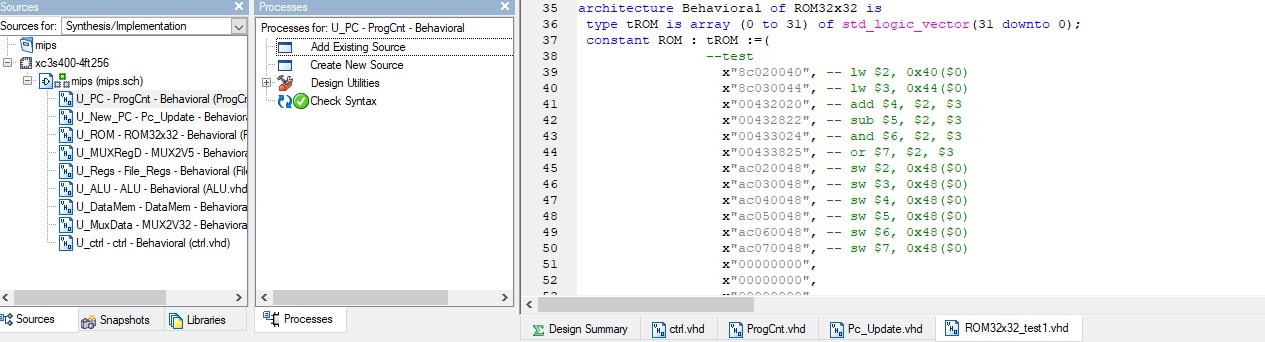 Sources
Sources for: Synthesis/Implementation
mips
xc3s400-4ft256
mips (mips.sch)
U_PC - ProgCnt - Behavioral (ProgCr
U_New_PC - Pc_Update - Behavior
U_ROM - ROM32x32 - Behavioral (F
U_MUXRegD - MUX2V5 - Behavior
U_Regs - File_Regs - Behavioral (File
U_ALU - ALU - Behavioral (ALU.vhd
U_DataMem - DataMem - Behaviora
U_MuxData - MUX2V32 - Behaviora
U_ctrl - ctrl - Behavioral (ctrl.vhd)
Sources
Snapshots
Libraries
Processes
Processes for: U_PC - ProgCnt - Behavioral
Add Existing Source
Create New Source
Design Utilities
Check Syntax
Processes
35 architecture Behavioral of ROM32x32 is
36 type tROM is array (0 to 31) of std_logic_vector(31 downto 0);
37 constant ROM : tROM :=(
38 --test
39 x"8c020040", -- lw $2, 0x40($0)
40 x"8c030044", -- lw $3, 0x44($0)
41 x"00432020", -- add $4, $2, $3
42 x"00432822", -- sub $5, $2, $3
43 x"00433024", -- and $6, $2, $3
44 x"00433825", -- or $7, $2, $3
45 x"ac020048", -- sw $2, 0x48($0)
46 x"ac030048", -- sw $3, 0x48($0)
47 x"ac040048", -- sw $4, 0x48($0)
48 x"ac050048", -- sw $5, 0x48($0)
49 x"ac060048", -- sw $6, 0x48($0)
50 x"ac070048", -- sw $7, 0x48($0)
51 x"00000000",
52 x"00000000",
Design Summary
ctrl.vhd
ProgCnt.vhd
Pc_Update.vhd
ROM32x32_test1.vhd